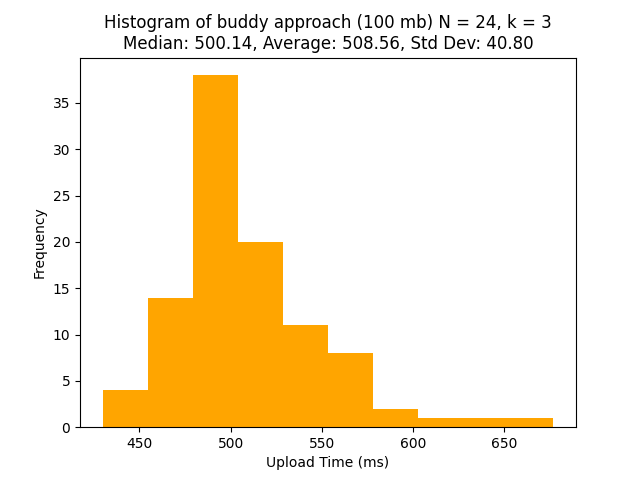 Histogram of buddy approach (100 mb) N = 24, k = 3
Median: 500.14, Average: 508.56, Std Dev: 40.80
35
30
25
20
15
10
5
0
Frequency
450 500 550 600 650
Upload Time (ms)